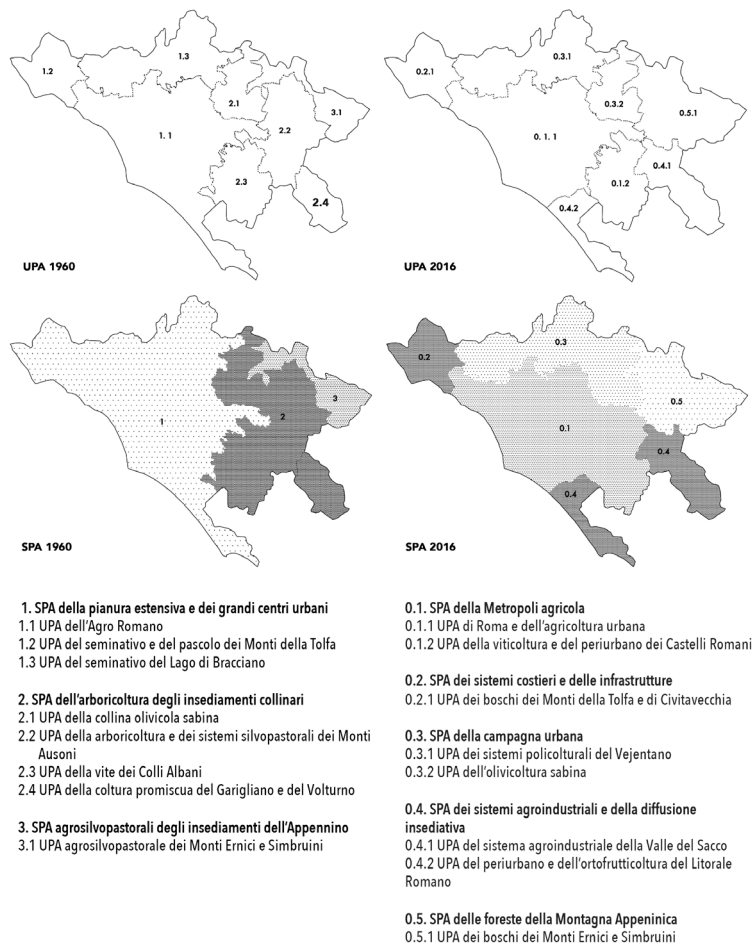 1.2
1.3
2.1
3.1
1. 1
2.2
2.3
2.4
UPA 1960
0.2.1
0.3.1
0.3.2
0.5.1
0. 1. 1
0.4.1
0.1.2
0.4.2
UPA 2016
1
2
3
SPA 1960
0.2
0.3
0.5
0.1
0.4
0.4
SPA 2016
1. SPA della pianura estensiva e dei grandi centri urbani
1.1 UPA dell'Agro Romano
1.2 UPA del seminativo e del pascolo dei Monti della Tolfa
1.3 UPA del seminativo del Lago di Bracciano
2. SPA dell'arboricoltura degli insediamenti collinari
2.1 UPA della collina olivicola sabina
2.2 UPA della arboricoltura e dei sistemi silvopastorali dei Monti
Ausoni
2.3 UPA della vite dei Colli Albani
2.4 UPA della coltura promiscua del Garigliano e del Volturno
3. SPA agrosilvopastorali degli insediamenti dell'Appennino
3.1 UPA agrosilvopastorale dei Monti Ernici e Simbruini
0.1. SPA della Metropoli agricola
0.1.1 UPA di Roma e dell'agricoltura urbana
0.1.2 UPA della viticoltura e del periurbano dei Castelli Romani
0.2. SPA dei sistemi costieri e delle infrastrutture
0.2.1 UPA dei boschi dei Monti della Tolfa e di Civitavecchia
0.3. SPA della campagna urbana
0.3.1 UPA dei sistemi policolturali del Vejentano
0.3.2 UPA dell'olivicoltura sabina
0.4. SPA dei sistemi agroindustriali e della diffusione
insediativa
0.4.1 UPA del sistema agroindustriale della Valle del Sacco
0.4.2 UPA del periurbano e dell'ortofrutticoltura del Litorale
Romano
0.5. SPA delle foreste della Montagna Appeninica
0.5.1 UPA dei boschi dei Monti Ernici e Simbruini